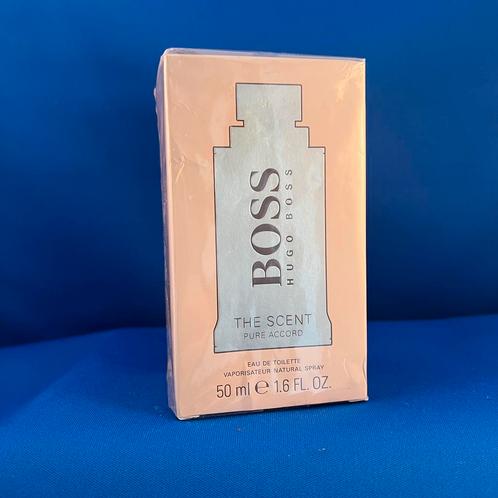 BOSS
HUGO BOSS
THE SCENT
PURE ACCORD
EAU DE TOILETTE
VAPORISATEUR NATURAL SPRAY
50 ml ℮ 1.6 FL. OZ.